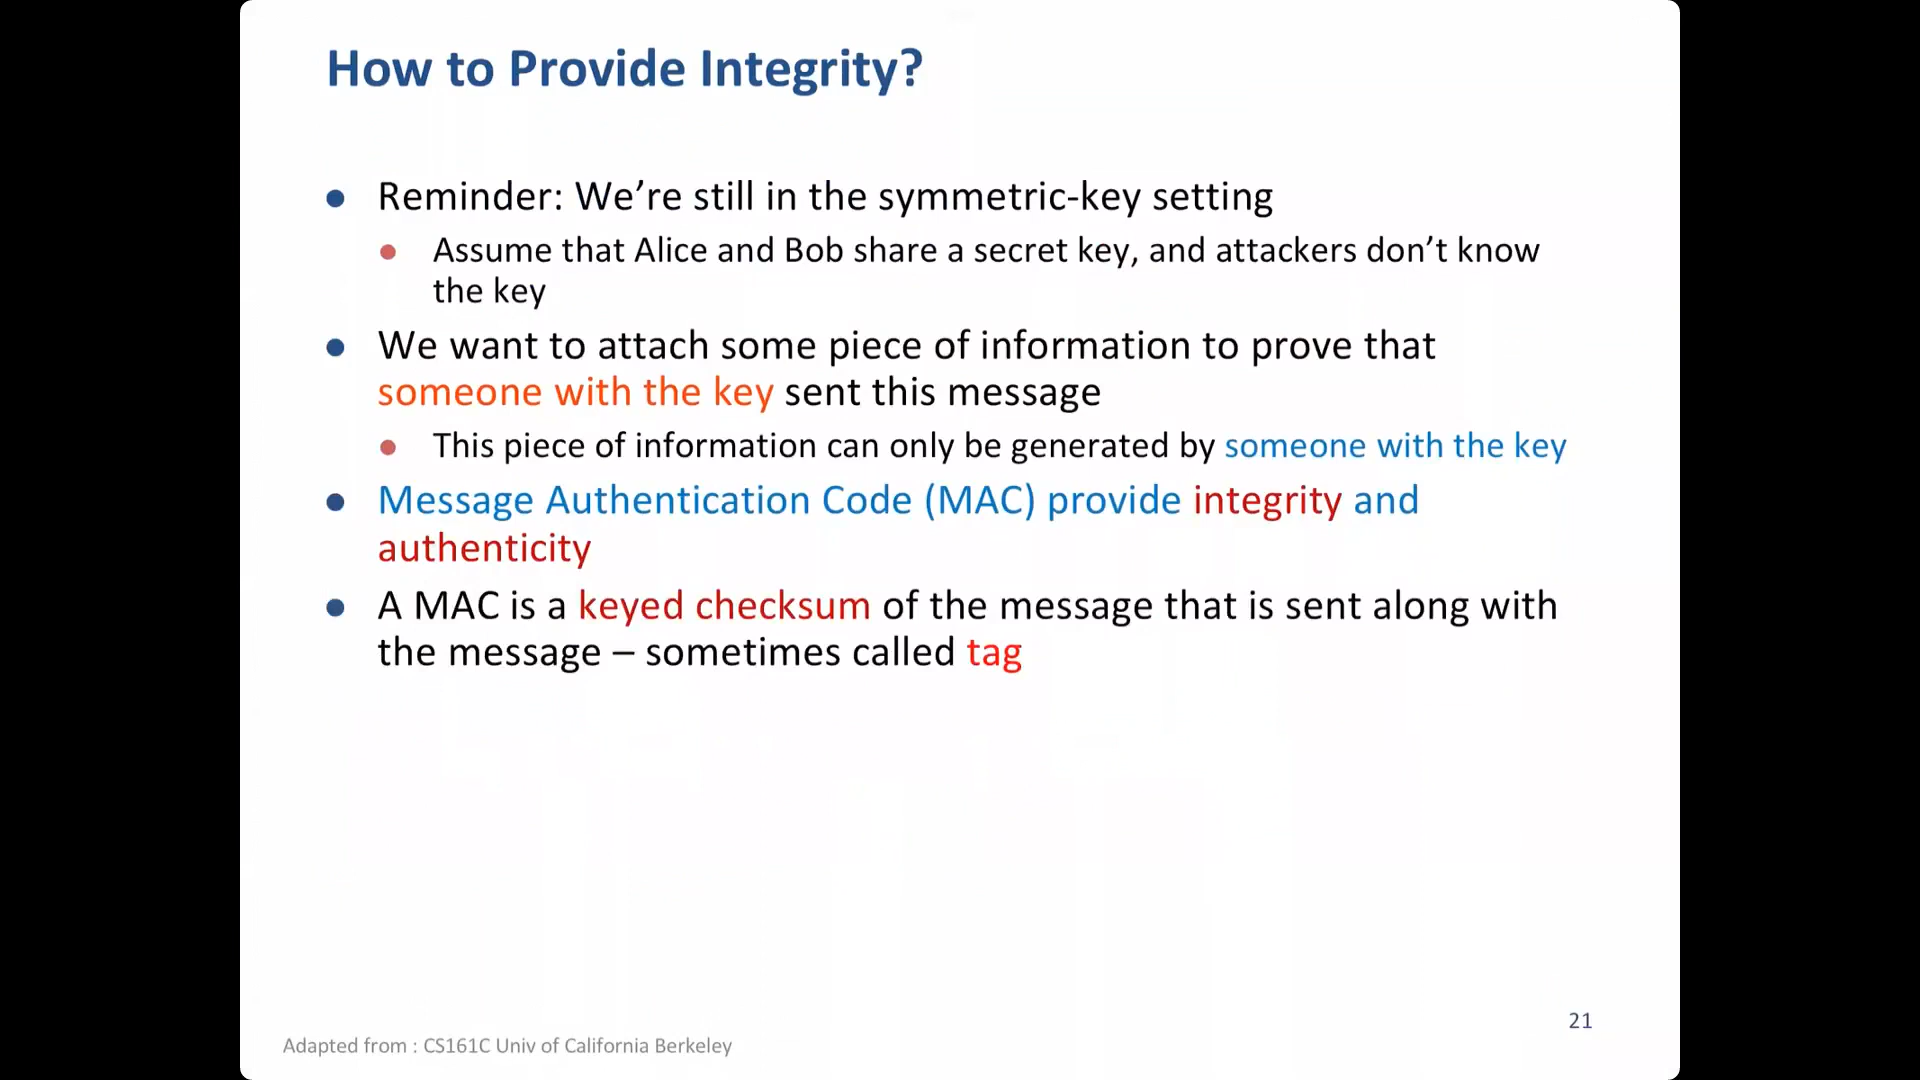 How to Provide Integrity?
● Reminder: We’re still in the symmetric-key setting
● Assume that Alice and Bob share a secret key, and attackers don’t know
the key
● We want to attach some piece of information to prove that
someone with the key sent this message
● This piece of information can only be generated by someone with the key
● Message Authentication Code (MAC) provide integrity and
authenticity
● A MAC is a keyed checksum of the message that is sent along with
the message – sometimes called tag
21
Adapted from : CS161C Univ of California Berkeley